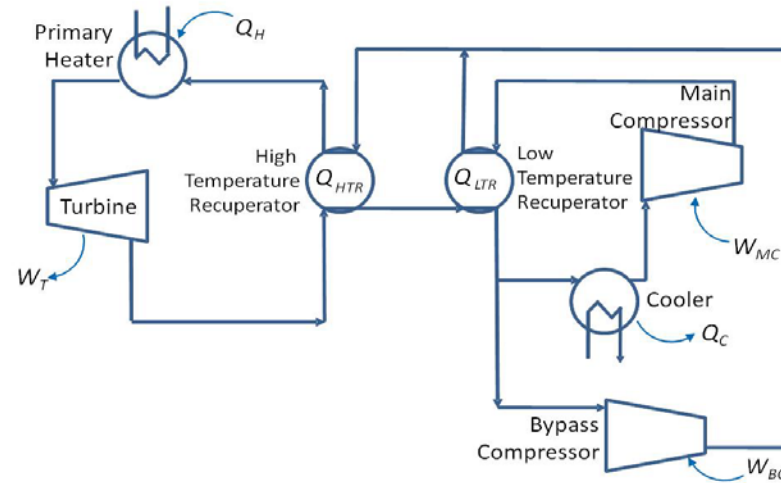 Primary
Heater
Q_H
Turbine
W_T
High
Temperature
Recuperator
Q_HTR
Q_LTR
Low
Temperature
Recuperator
Main
Compressor
W_MC
Cooler
Q_C
Bypass
Compressor